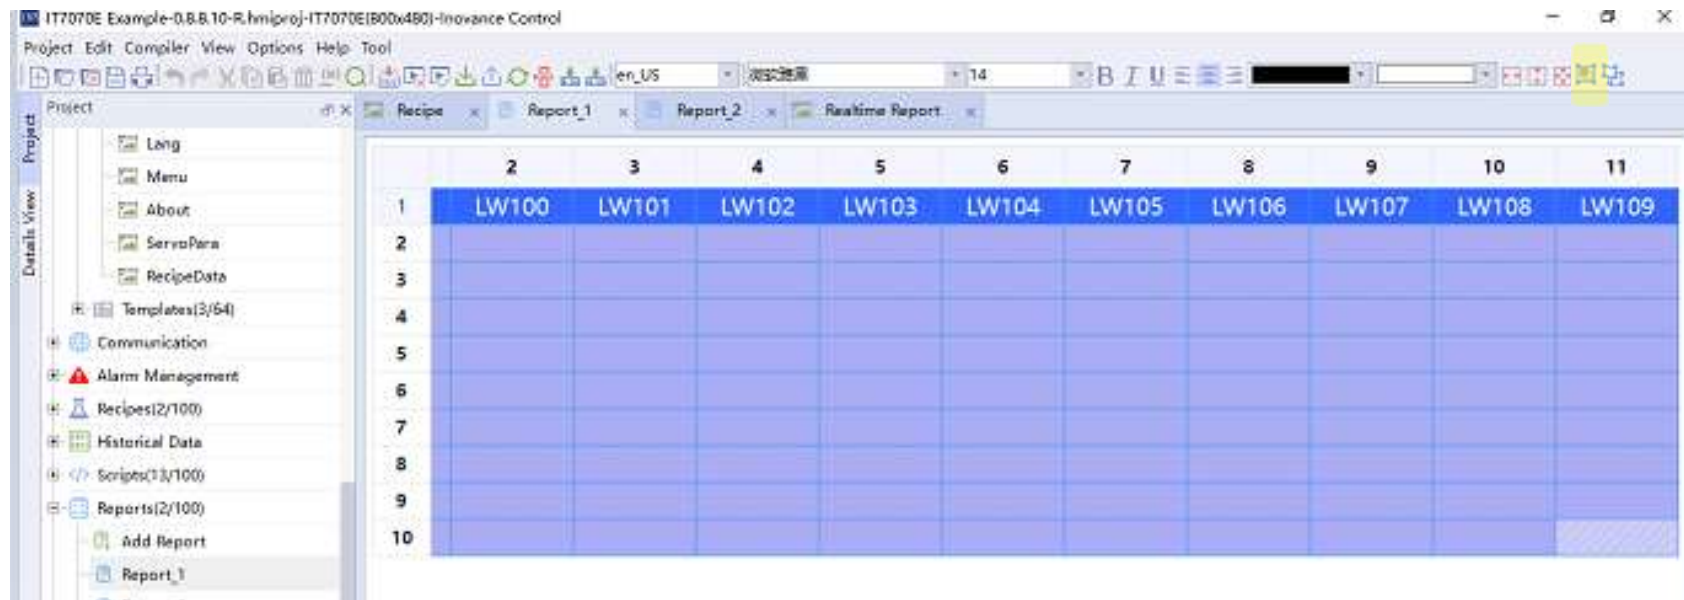 IT7070E Example-0.8.8.10-R.hmiproj-IT7070E(800x480)-Inovance Control
Project Edit Compiler View Options Help Tool
en_US 微软雅黑 14 B I U
Project
Recipe Report_1 Report_2 Realtime Report
Project
Details View
Lang
Menu
About
ServoPara
RecipeData
Templates(3/64)
Communication
Alarm Management
Recipes(2/100)
Historical Data
Scripts(13/100)
Reports(2/100)
Add Report
Report_1
2 3 4 5 6 7 8 9 10 11
1 LW100 LW101 LW102 LW103 LW104 LW105 LW106 LW107 LW108 LW109
2
3
4
5
6
7
8
9
10